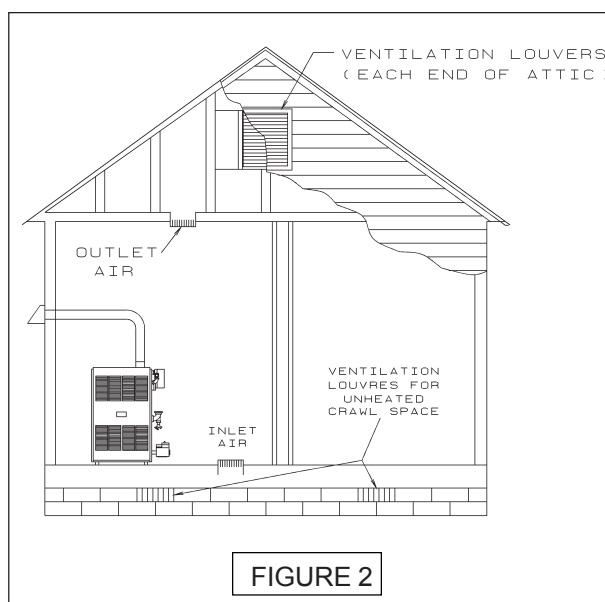 VENTILATION LOUVERS
(EACH END OF ATTIC)
OUTLET
AIR
VENTILATION
LOUVRES FOR
UNHEATED
CRAWL SPACE
INLET
AIR
FIGURE 2